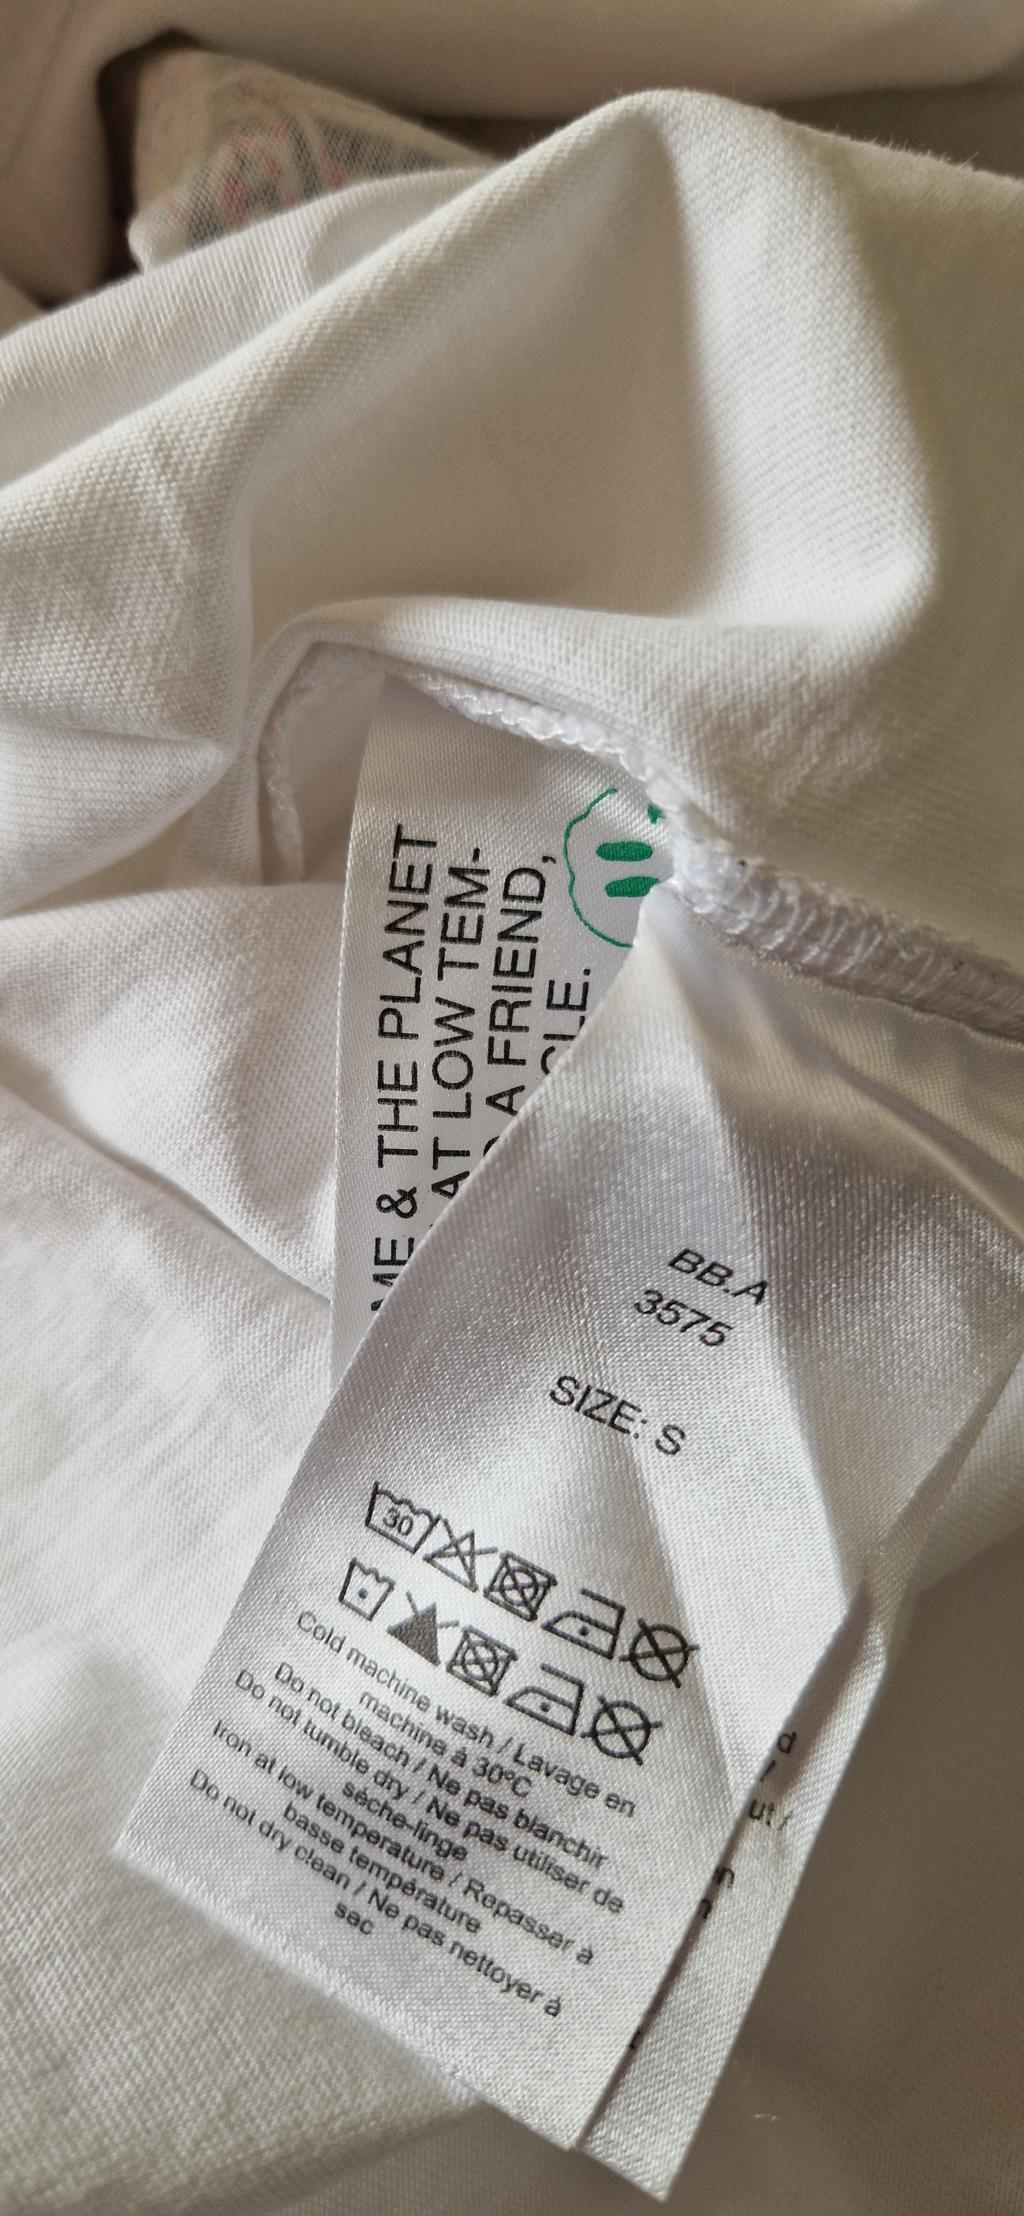 ME & THE PLANET
AT LOW TEM-
A FRIEND,
BB.A
3575
SIZE: S
30
Cold machine wash / Lavage en
machine à 30ºC
Do not bleach / Ne pas blanchir
Do not tumble dry / Ne pas utiliser de
sèche-linge
Iron at low temperature / Repasser à
basse température
Do not dry clean / Ne pas nettoyer à
sec
d
/
ut /